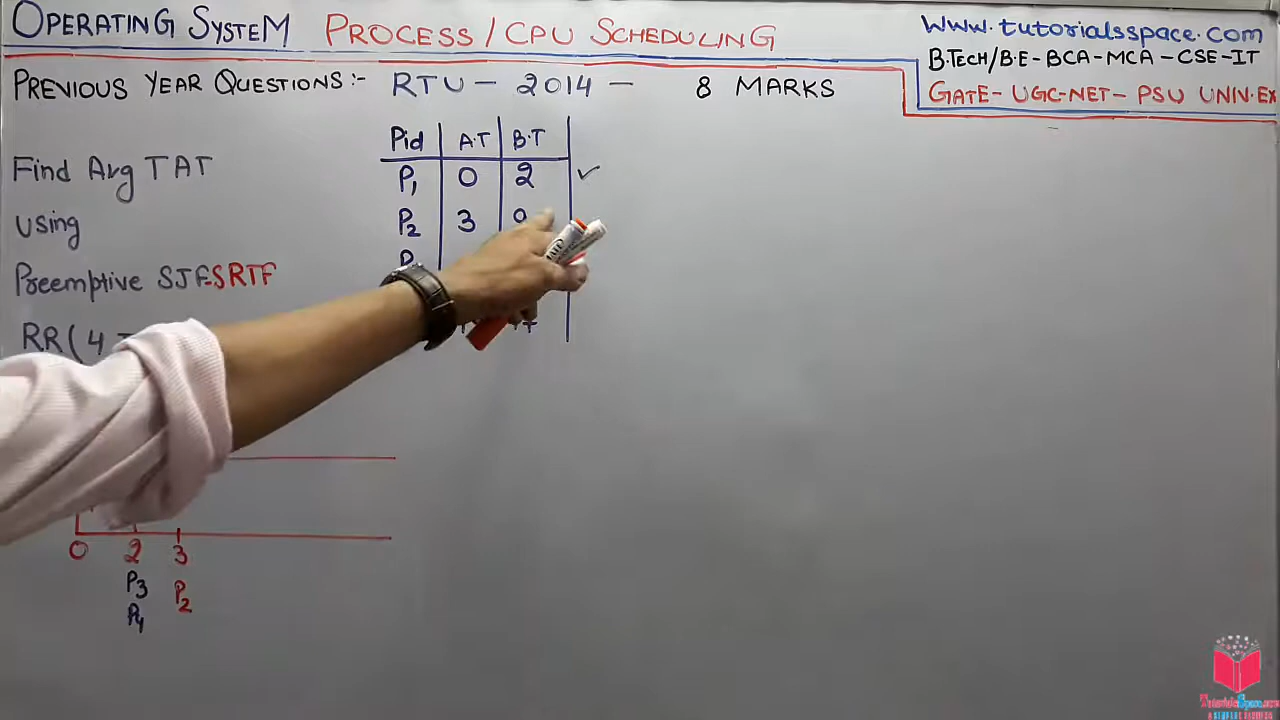 OPERATING SYSTEM PROCESS / CPU SCHEDULING
www.tutorialsspace.com
B.TECH/B.E - BCA - MCA - CSE - IT
GATE - UGC-NET - PSU UNIV.EX
PREVIOUS YEAR QUESTIONS :- RTU - 2014 - 8 MARKS
Pid A.T B.T
P1 0 2 ✓
P2 3
Find Avg TAT
using
Preemptive SJF-SRTF
RR(4
0 2 3
P3 P2
P4